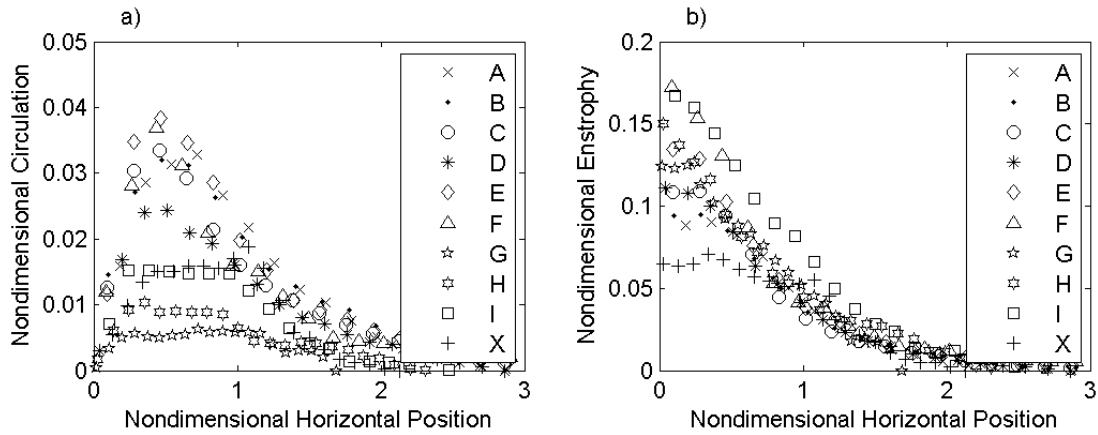 a)
Nondimensional Circulation
0.05
0.04
0.03
0.02
0.01
0
0
1
2
3
Nondimensional Horizontal Position
A
B
C
D
E
F
G
H
I
X
b)
Nondimensional Enstrophy
0.2
0.15
0.1
0.05
0
0
1
2
3
Nondimensional Horizontal Position
A
B
C
D
E
F
G
H
I
X